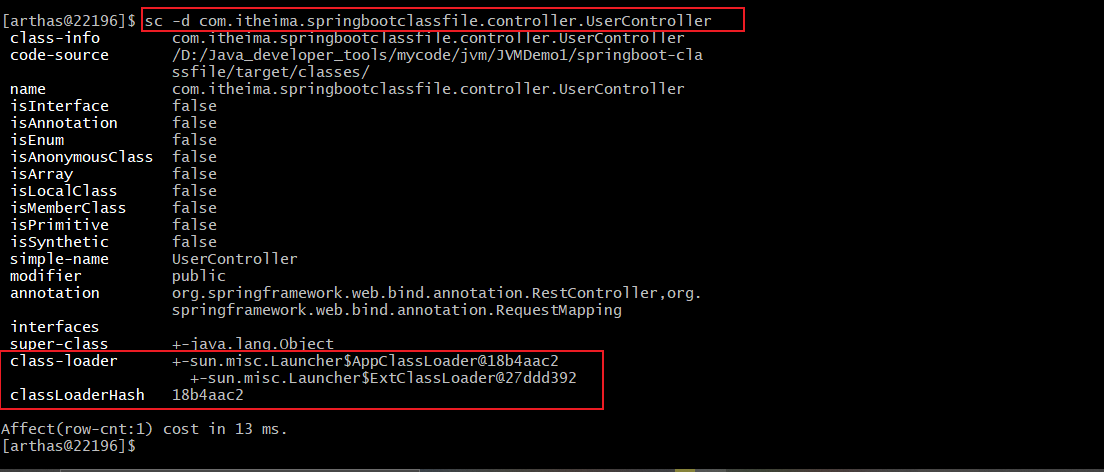 [arthas@22196]$ sc -d com.itheima.springbootclassfile.controller.UserController
class-info com.itheima.springbootclassfile.controller.UserController
code-source /D:/Java_developer_tools/mycode/jvm/JVMDemo1/springboot-cla
ssfile/target/classes/
name com.itheima.springbootclassfile.controller.UserController
isInterface false
isAnnotation false
isEnum false
isAnonymousClass false
isArray false
isLocalClass false
isMemberClass false
isPrimitive false
isSynthetic false
simple-name UserController
modifier public
annotation org.springframework.web.bind.annotation.RestController,org.
springframework.web.bind.annotation.RequestMapping
interfaces
super-class +-java.lang.Object
class-loader +-sun.misc.Launcher$AppClassLoader@18b4aac2
+-sun.misc.Launcher$ExtClassLoader@27ddd392
classLoaderHash 18b4aac2
Affect(row-cnt:1) cost in 13 ms.
[arthas@22196]$